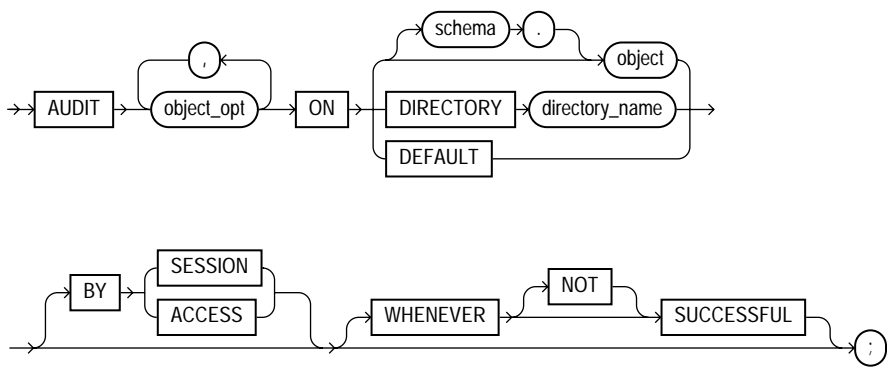 schema .
, object
AUDIT object_opt ON DIRECTORY directory_name
DEFAULT
SESSION NOT
BY
ACCESS WHENEVER SUCCESSFUL
;